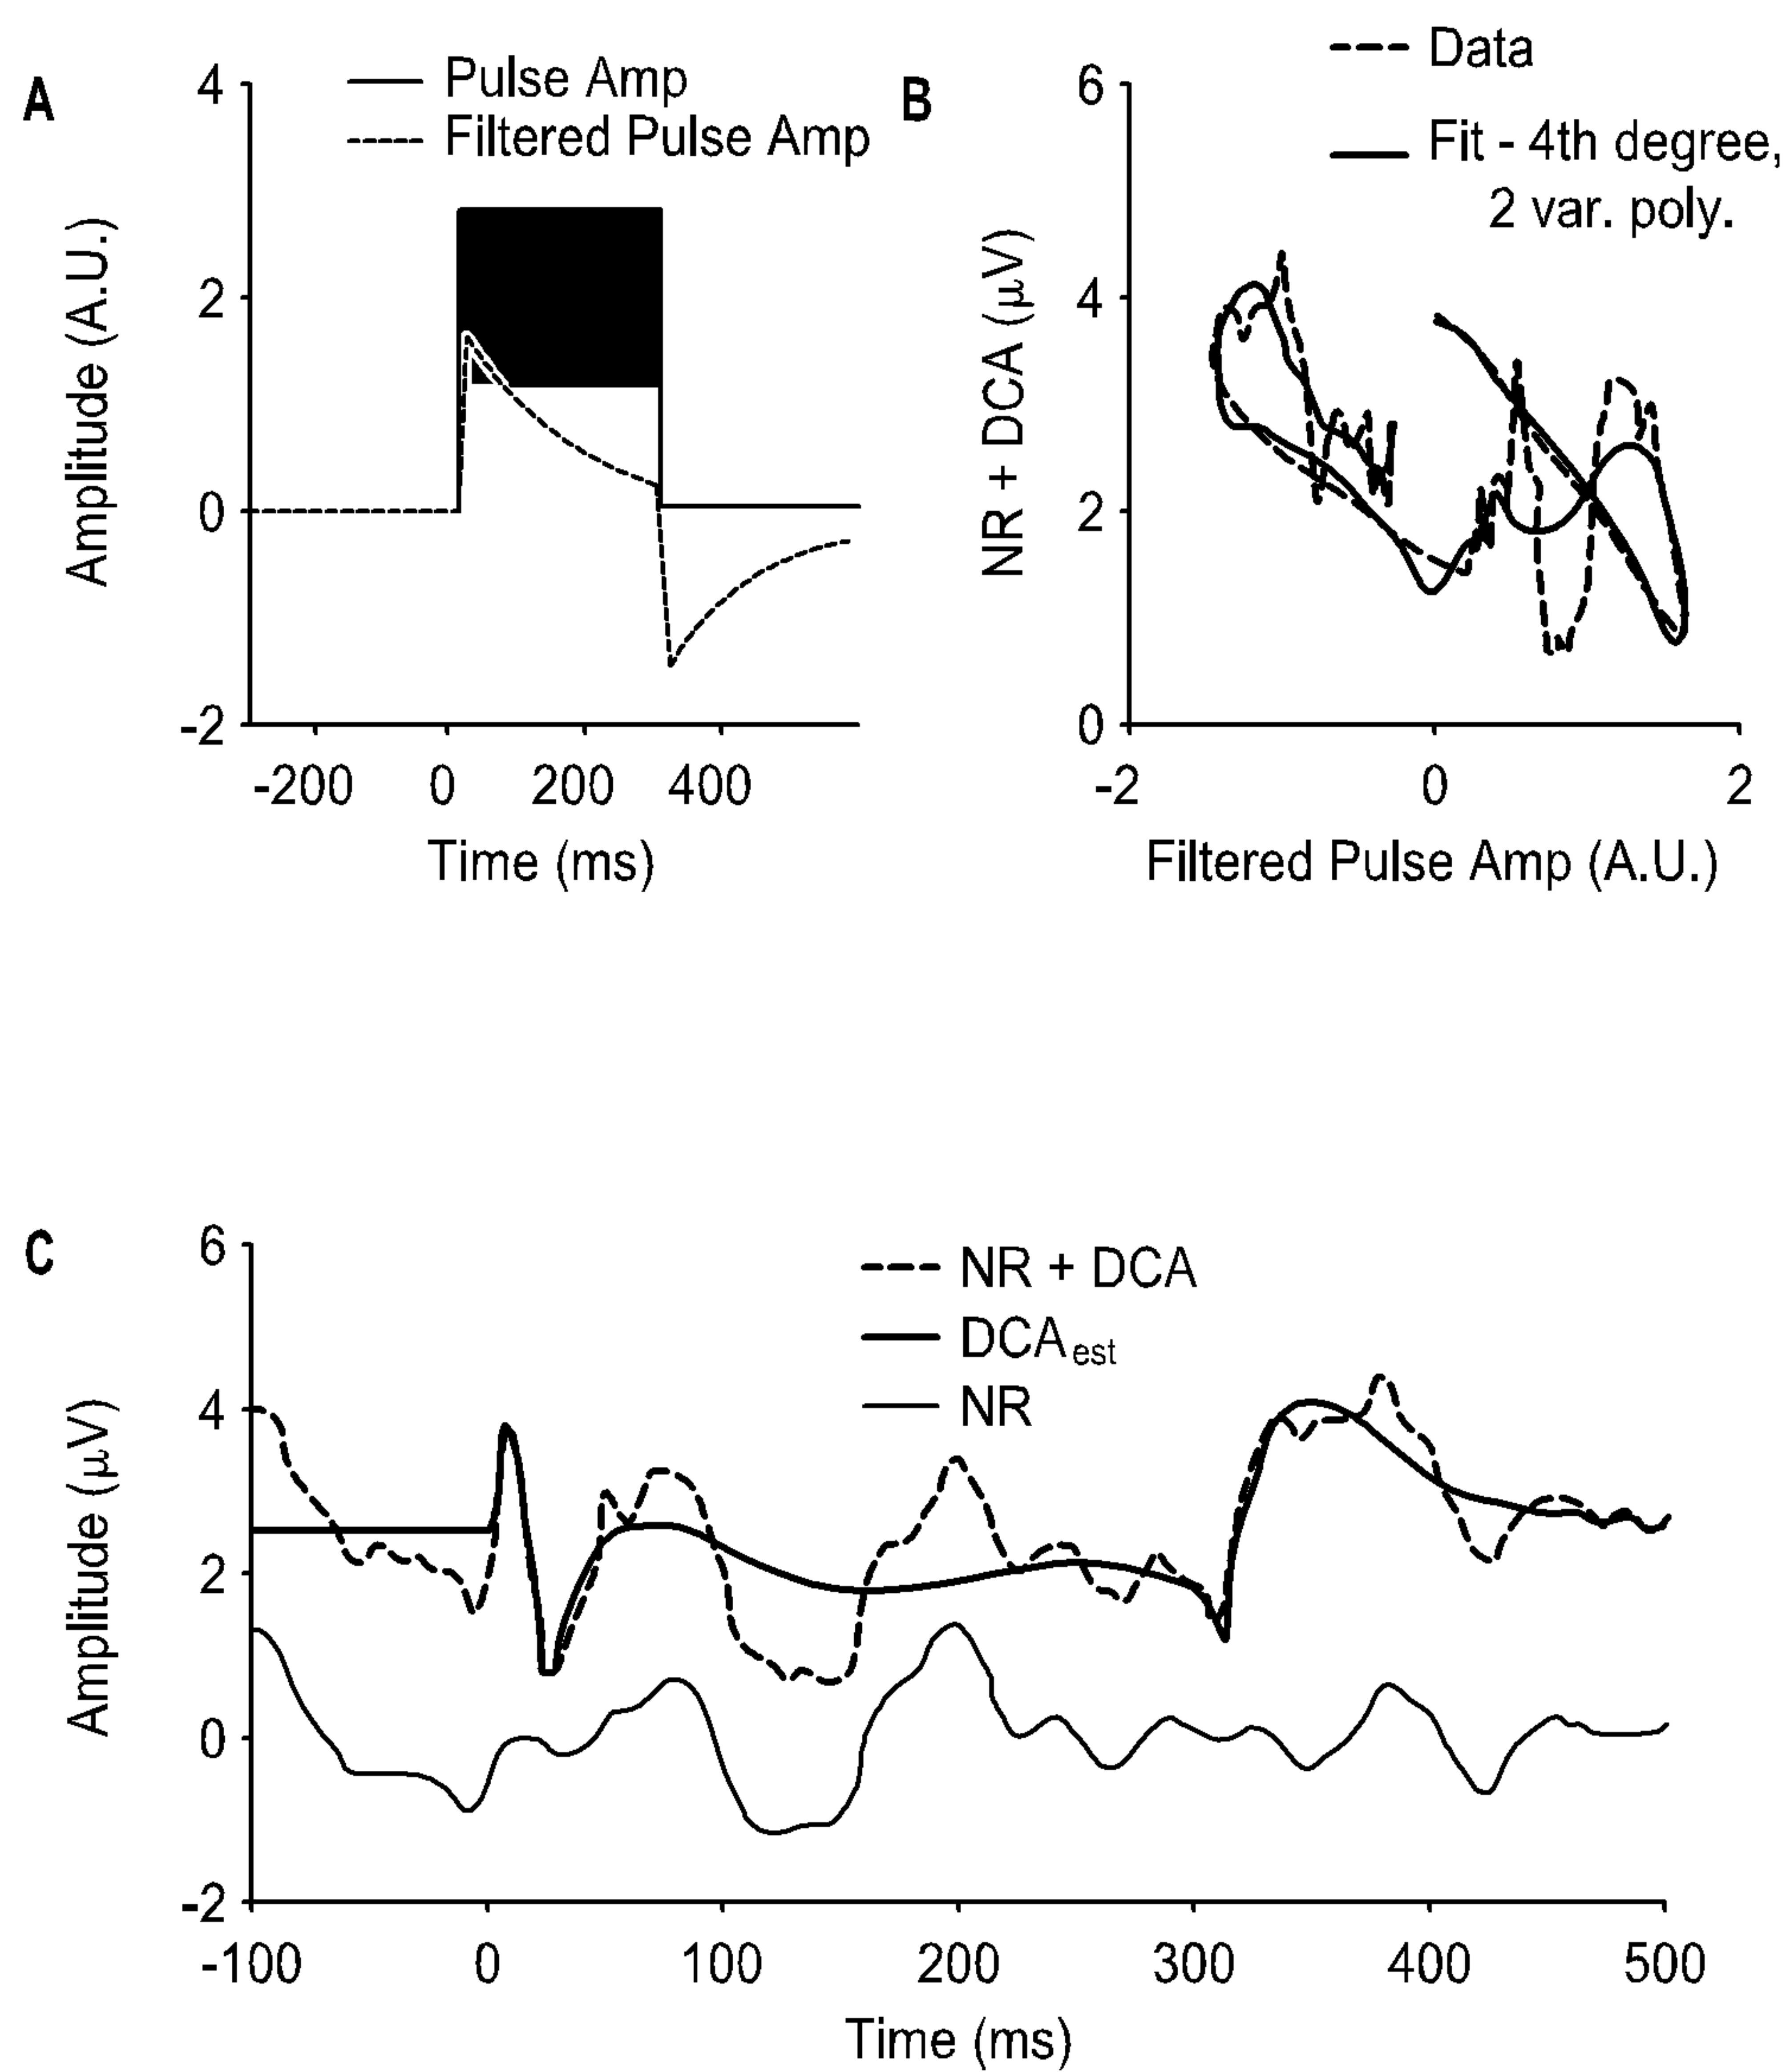 A
Pulse Amp
Filtered Pulse Amp
4
2
0
-2
Amplitude (A.U.)
-200 0 200 400
Time (ms)
B
Data
Fit - 4th degree,
2 var. poly.
6
4
2
0
NR + DCA (μV)
-2 0 2
Filtered Pulse Amp (A.U.)
C
NR + DCA
DCAest
NR
6
4
2
0
-2
Amplitude (μV)
-100 0 100 200 300 400 500
Time (ms)